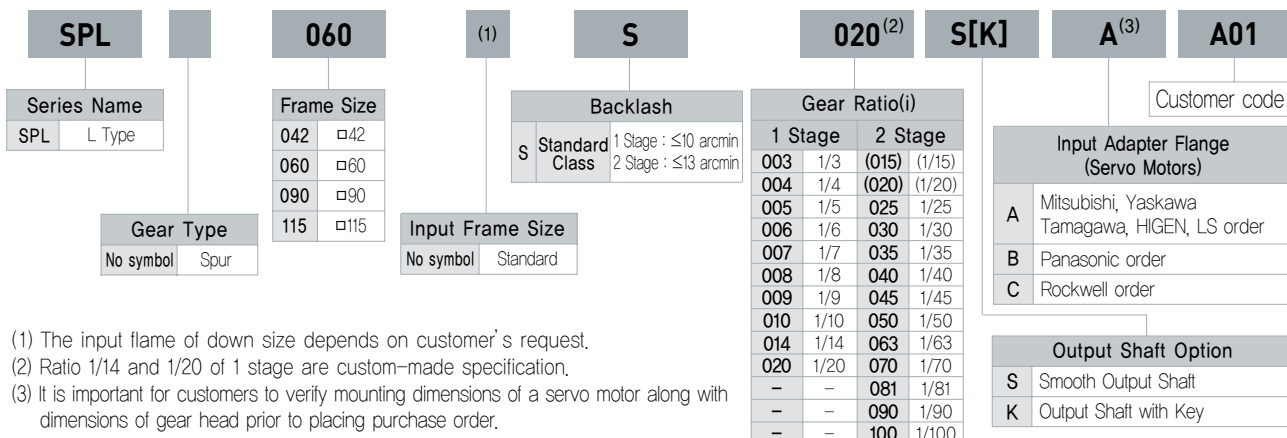 SPL 060 (1) S 020(2) S[K] A(3) A01
Series Name
SPL L Type
Gear Type
No symbol Spur
Frame Size
042 □42
060 □60
090 □90
115 □115
Input Frame Size
No symbol Standard
Backlash
S Standard Class 1 Stage : ≤10 arcmin
2 Stage : ≤13 arcmin
Gear Ratio(i)
1 Stage 2 Stage
003 1/3 (015) (1/15)
004 1/4 (020) (1/20)
005 1/5 025 1/25
006 1/6 030 1/30
007 1/7 035 1/35
008 1/8 040 1/40
009 1/9 045 1/45
010 1/10 050 1/50
014 1/14 063 1/63
020 1/20 070 1/70
– – 081 1/81
– – 090 1/90
– – 100 1/100
Customer code
Input Adapter Flange
(Servo Motors)
A Mitsubishi, Yaskawa
Tamagawa, HIGEN, LS order
B Panasonic order
C Rockwell order
Output Shaft Option
S Smooth Output Shaft
K Output Shaft with Key
(1) The input flame of down size depends on customer's request.
(2) Ratio 1/14 and 1/20 of 1 stage are custom-made specification.
(3) It is important for customers to verify mounting dimensions of a servo motor along with
dimensions of gear head prior to placing purchase order.